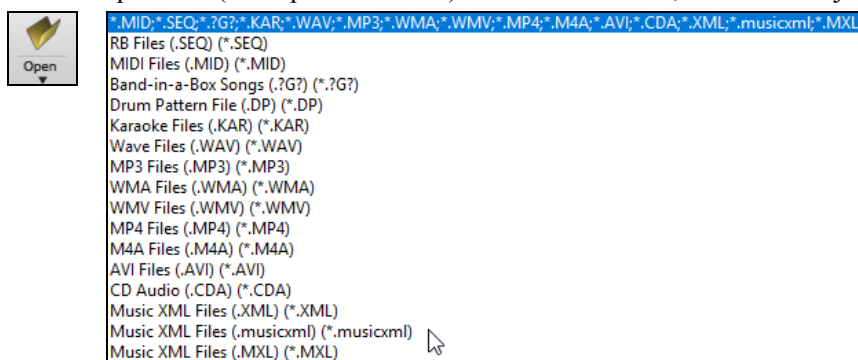 *.MID;*.SEQ;*.?G?;*.KAR;*.WAV;*.MP3;*.WMA;*.WMV;*.MP4;*.M4A;*.AVI;*.CDA;*.XML;*.musicxml;*.MXL
RB Files (.SEQ) (*.SEQ)
Open
MIDI Files (.MID) (*.MID)
Band-in-a-Box Songs (.?G?) (*.?G?)
Drum Pattern File (.DP) (*.DP)
Karaoke Files (.KAR) (*.KAR)
Wave Files (.WAV) (*.WAV)
MP3 Files (.MP3) (*.MP3)
WMA Files (.WMA) (*.WMA)
WMV Files (.WMV) (*.WMV)
MP4 Files (.MP4) (*.MP4)
M4A Files (.M4A) (*.M4A)
AVI Files (.AVI) (*.AVI)
CD Audio (.CDA) (*.CDA)
Music XML Files (.XML) (*.XML)
Music XML Files (.musicxml) (*.musicxml)
Music XML Files (.MXL) (*.MXL)